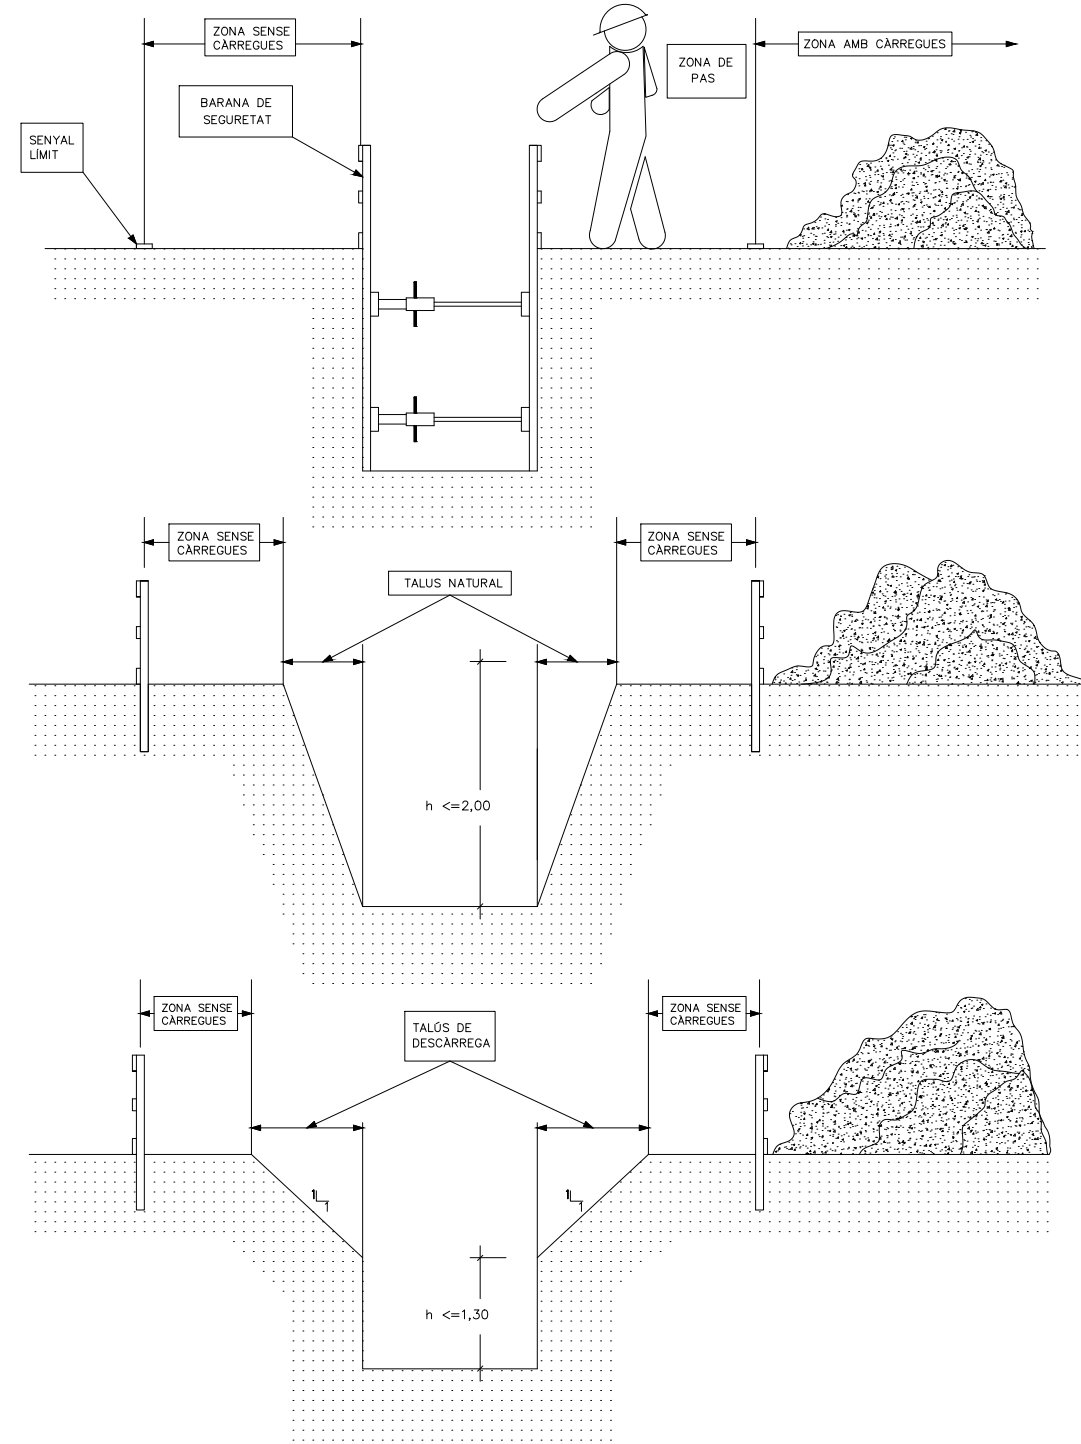 ZONA SENSE
CÀRREGUES
ZONA DE
PAS
ZONA AMB CÀRREGUES
BARANA DE
SEGURETAT
SENYAL
LÍMIT
ZONA SENSE
CÀRREGUES
ZONA SENSE
CÀRREGUES
TALUS NATURAL
h <=2,00
ZONA SENSE
CÀRREGUES
ZONA SENSE
CÀRREGUES
TALÚS DE
DESCÀRREGA
1
1
1
1
h <=1,30